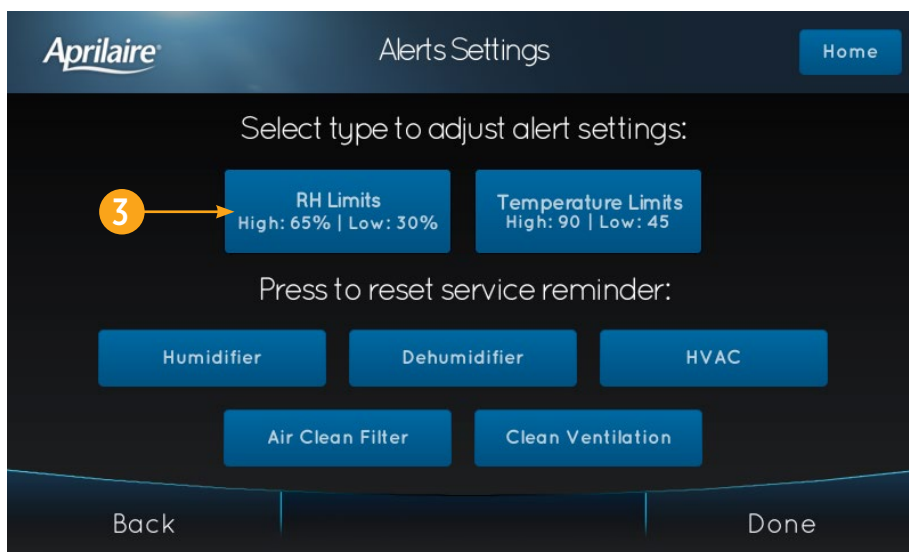 Aprilaire®
Alerts Settings
Home
Select type to adjust alert settings:
3
RH Limits
High: 65% | Low: 30%
Temperature Limits
High: 90 | Low: 45
Press to reset service reminder:
Humidifier
Dehumidifier
HVAC
Air Clean Filter
Clean Ventilation
Back
Done